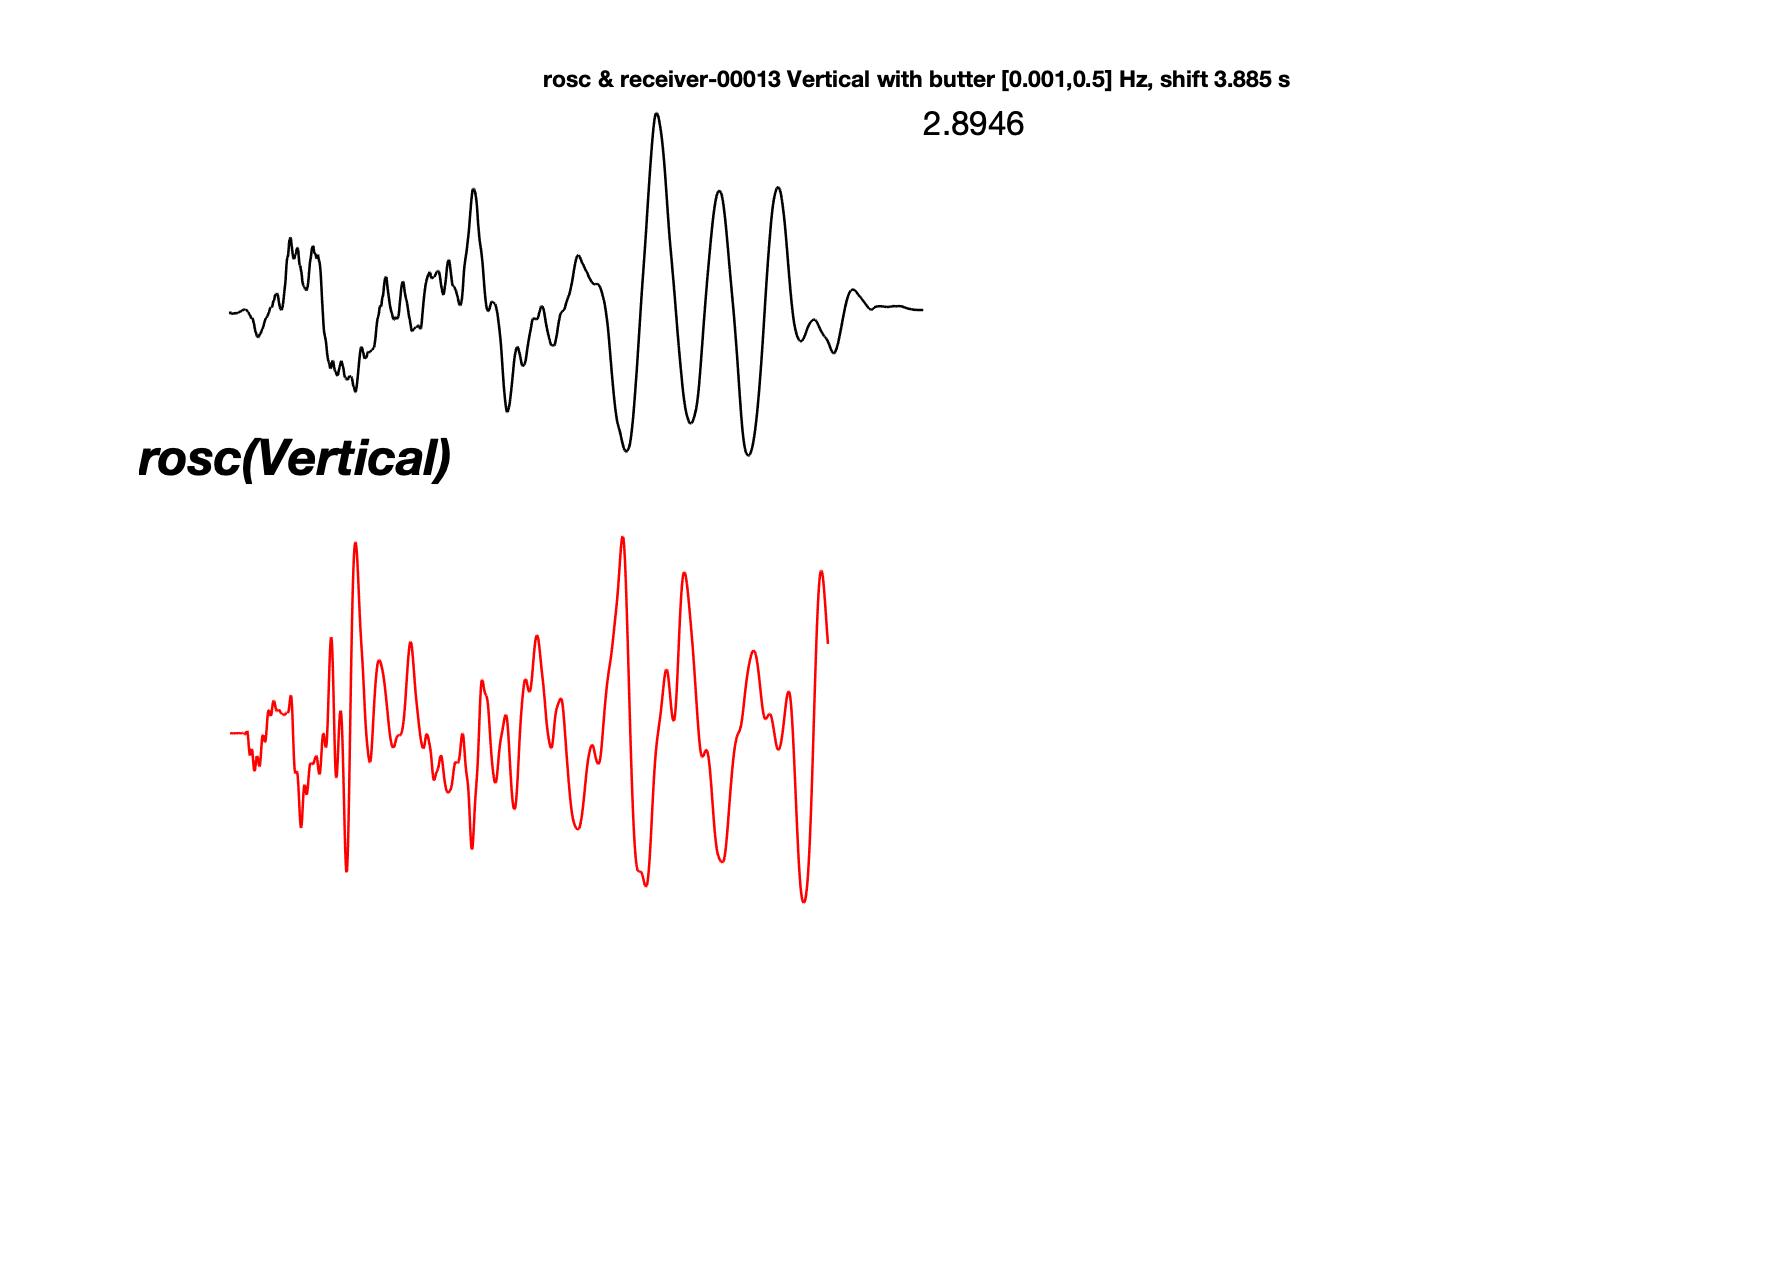 rosc & receiver-00013 Vertical with butter [0.001,0.5] Hz, shift 3.885 s
2.8946
rosc(Vertical)